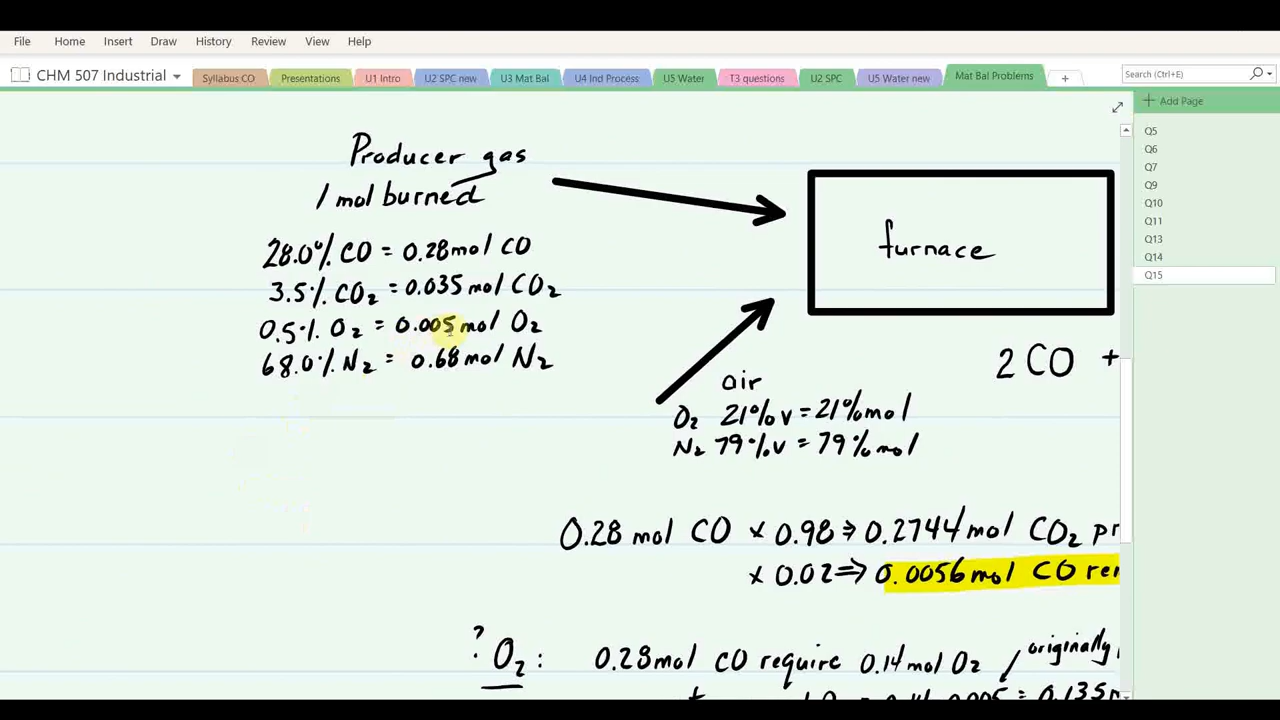 File Home Insert Draw History Review View Help
CHM 507 Industrial
Syllabus CO Presentations U1 Intro U2 SPC new U3 Mat Bal U4 Ind Process U5 Water T3 questions U2 SPC U5 Water new Mat Bal Problems +
Search (Ctrl+E)
+ Add Page
Q5
Q6
Q7
Q9
Q10
Q11
Q13
Q14
Q15
Producer gas
1 mol burned
28.0% CO = 0.28 mol CO
3.5% CO2 = 0.035 mol CO2
0.5% O2 = 0.005 mol O2
68.0% N2 = 0.68 mol N2
furnace
air
O2 21%v = 21%mol
N2 79%v = 79%mol
2 CO +
0.28 mol CO x 0.98 ⇒ 0.2744 mol CO2 pr
x 0.02 ⇒ 0.0056 mol CO rer
? O2 :
0.28 mol CO require 0.14 mol O2
originally